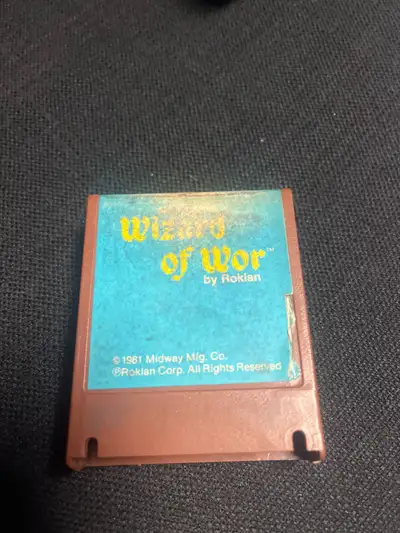 Wizard
of Wor™
by Roklan
© 1981 Midway Mfg. Co.
℗Roklan Corp. All Rights Reserved